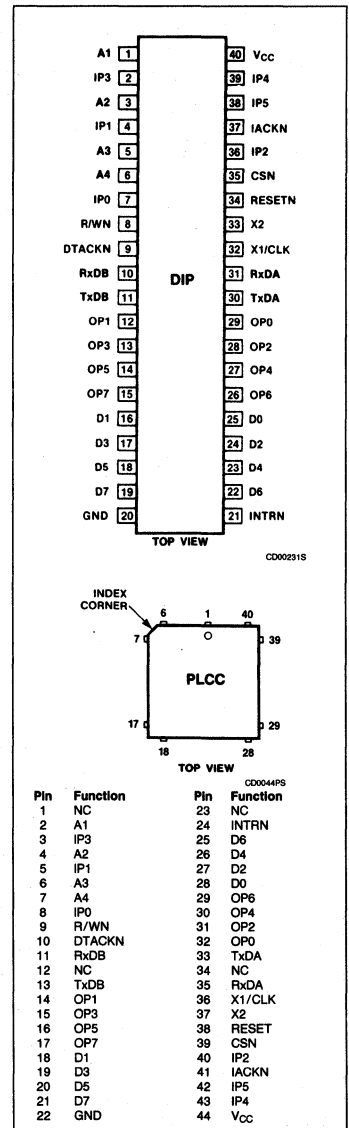 A1 1 40 VCC
IP3 2 39 IP4
A2 3 38 IP5
IP1 4 37 IACKN
A3 5 36 IP2
A4 6 35 CSN
IP0 7 34 RESETN
R/WN 8 33 X2
DTACKN 9 32 X1/CLK
RxDB 10 DIP 31 RxDA
TxDB 11 30 TxDA
OP1 12 29 OP0
OP3 13 28 OP2
OP5 14 27 OP4
OP7 15 26 OP6
D1 16 25 D0
D3 17 24 D2
D5 18 23 D4
D7 19 22 D6
GND 20 21 INTRN
TOP VIEW
CD00231S
INDEX
CORNER
6 1 40
7 39
PLCC
17 29
18 28
TOP VIEW
CD0044PS
Pin Function Pin Function
1 NC 23 NC
2 A1 24 INTRN
3 IP3 25 D6
4 A2 26 D4
5 IP1 27 D2
6 A3 28 D0
7 A4 29 OP6
8 IP0 30 OP4
9 R/WN 31 OP2
10 DTACKN 32 OP0
11 RxDB 33 TxDA
12 NC 34 NC
13 TxDB 35 RxDA
14 OP1 36 X1/CLK
15 OP3 37 X2
16 OP5 38 RESET
17 OP7 39 CSN
18 D1 40 IP2
19 D3 41 IACKN
20 D5 42 IP5
21 D7 43 IP4
22 GND 44 VCC